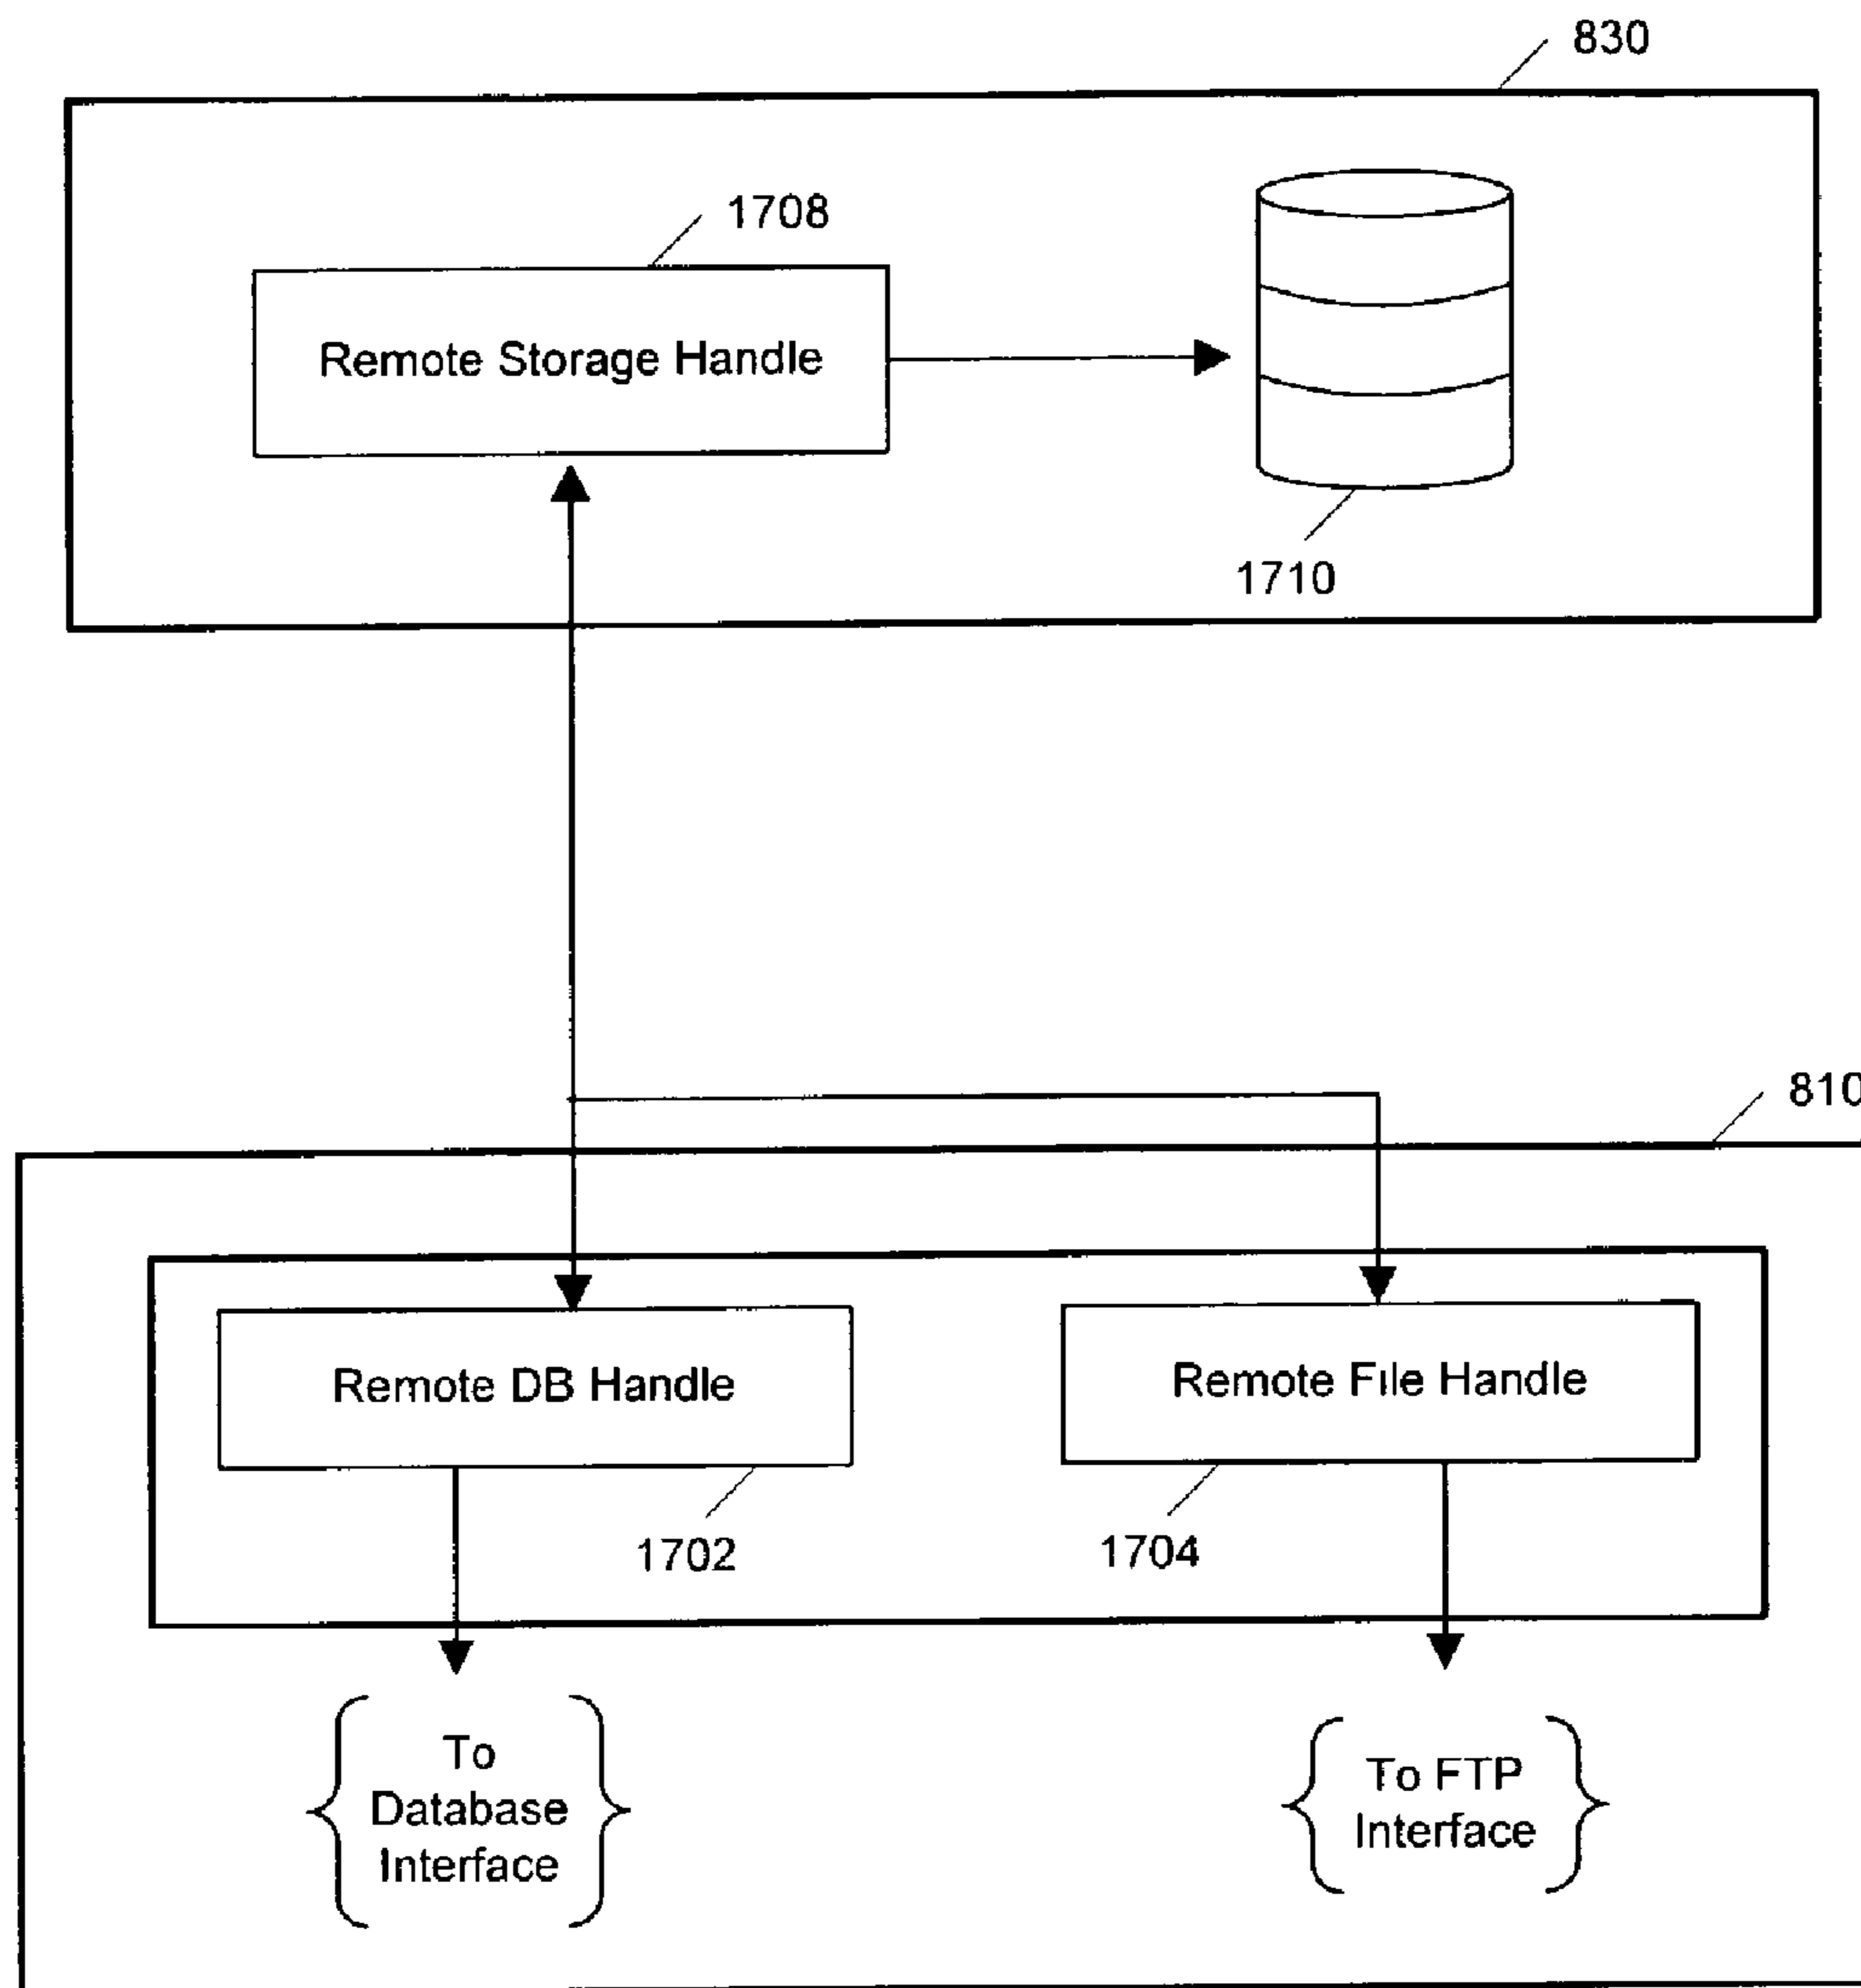 830
1708
Remote Storage Handle
1710
810
Remote DB Handle
Remote File Handle
1702
1704
To
Database
Interface
To FTP
Interface